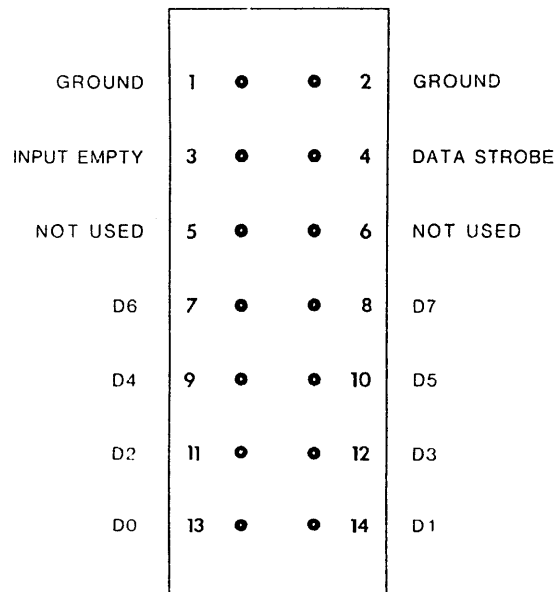 GROUND 1 2 GROUND
INPUT EMPTY 3 4 DATA STROBE
NOT USED 5 6 NOT USED
D6 7 8 D7
D4 9 10 D5
D2 11 12 D3
D0 13 14 D1